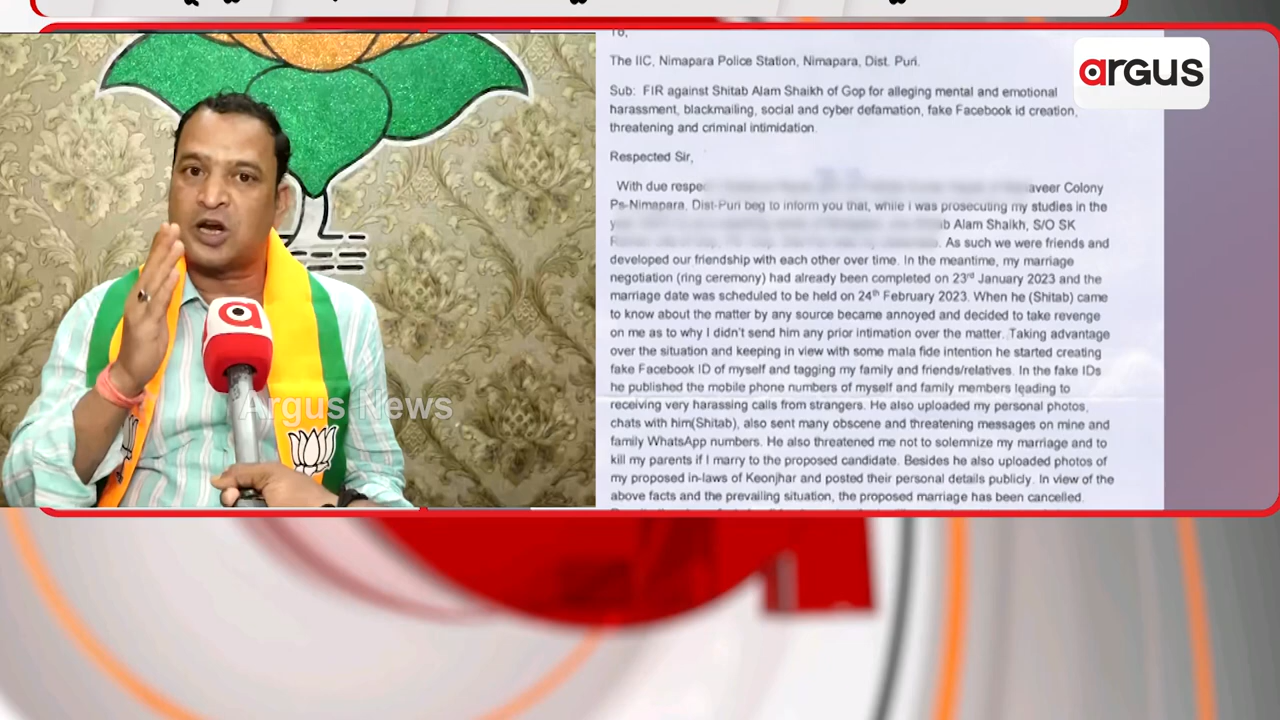 To,
The IIC, Nimapara Police Station, Nimapara, Dist. Puri.
argus
Sub: FIR against Shitab Alam Shaikh of Gop for alleging mental and emotional
harassment, blackmailing, social and cyber defamation, fake Facebook id creation,
threatening and criminal intimidation.
Respected Sir,
With due respe aveer Colony
Ps-Nimapara, Dist-Puri beg to inform you that, while I was prosecuting my studies in the
Alam Shaikh, S/O SK
As such we were friends and
developed our friendship with each other over time. In the meantime, my marriage
negotiation (ring ceremony) had already been completed on 23rd January 2023 and the
marriage date was scheduled to be held on 24th February 2023. When he (Shitab) came
to know about the matter by any source became annoyed and decided to take revenge
on me as to why I didn't send him any prior intimation over the matter. Taking advantage
over the situation and keeping in view with some mala fide intention he started creating
fake Facebook ID of myself and tagging my family and friends/relatives. In the fake IDs
he published the mobile phone numbers of myself and family members leading to
receiving very harassing calls from strangers. He also uploaded my personal photos,
chats with him(Shitab), also sent many obscene and threatening messages on mine and
family WhatsApp numbers. He also threatened me not to solemnize my marriage and to
kill my parents if I marry to the proposed candidate. Besides he also uploaded photos of
my proposed in-laws of Keonjhar and posted their personal details publicly. In view of the
above facts and the prevailing situation, the proposed marriage has been cancelled.
a
Argus News